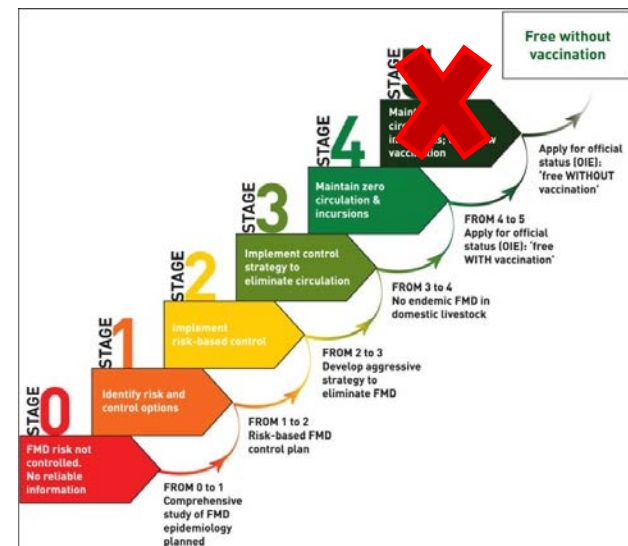 Free without
vaccination
STAGE
Maint
circ
in
vaccination
Apply for official
status (OIE):
‘free WITHOUT
vaccination’
STAGE 4
Maintain zero
circulation &
incursions
FROM 4 to 5
Apply for official
status (OIE): ‘free
WITH vaccination’
STAGE 3
Implement control
strategy to
eliminate circulation
FROM 3 to 4
No endemic FMD in
domestic livestock
STAGE 2
Implement
risk-based control
FROM 2 to 3
Develop aggressive
strategy to
eliminate FMD
STAGE 1
Identify risk and
control options
FROM 1 to 2
Risk-based FMD
control plan
STAGE 0
FMD risk not
controlled.
No reliable
information
FROM 0 to 1
Comprehensive
study of FMD
epidemiology
planned